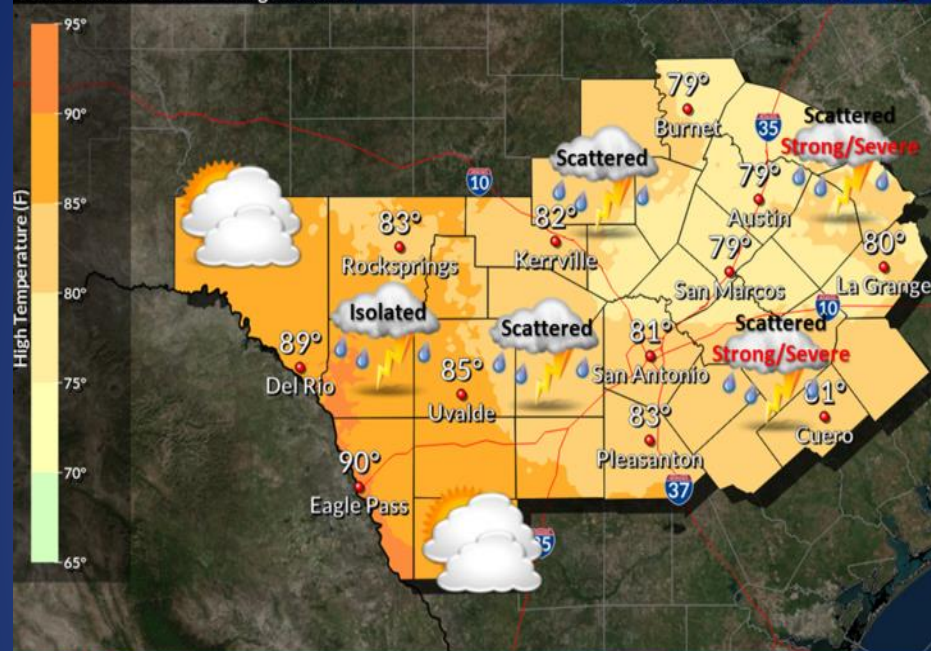 High Temperature (F)
95°
90°
85°
80°
75°
70°
65°
79°
Burnet
35
Scattered
Strong/Severe
Scattered
10
79°
Austin
83°
Rocksprings
82°
Kerrville
79°
San Marcos
80°
La Grange
Isolated
Scattered
10
Scattered
Strong/Severe
89°
Del Rio
85°
Uvalde
81°
San Antonio
81°
Cuero
83°
Pleasanton
90°
Eagle Pass
37
35